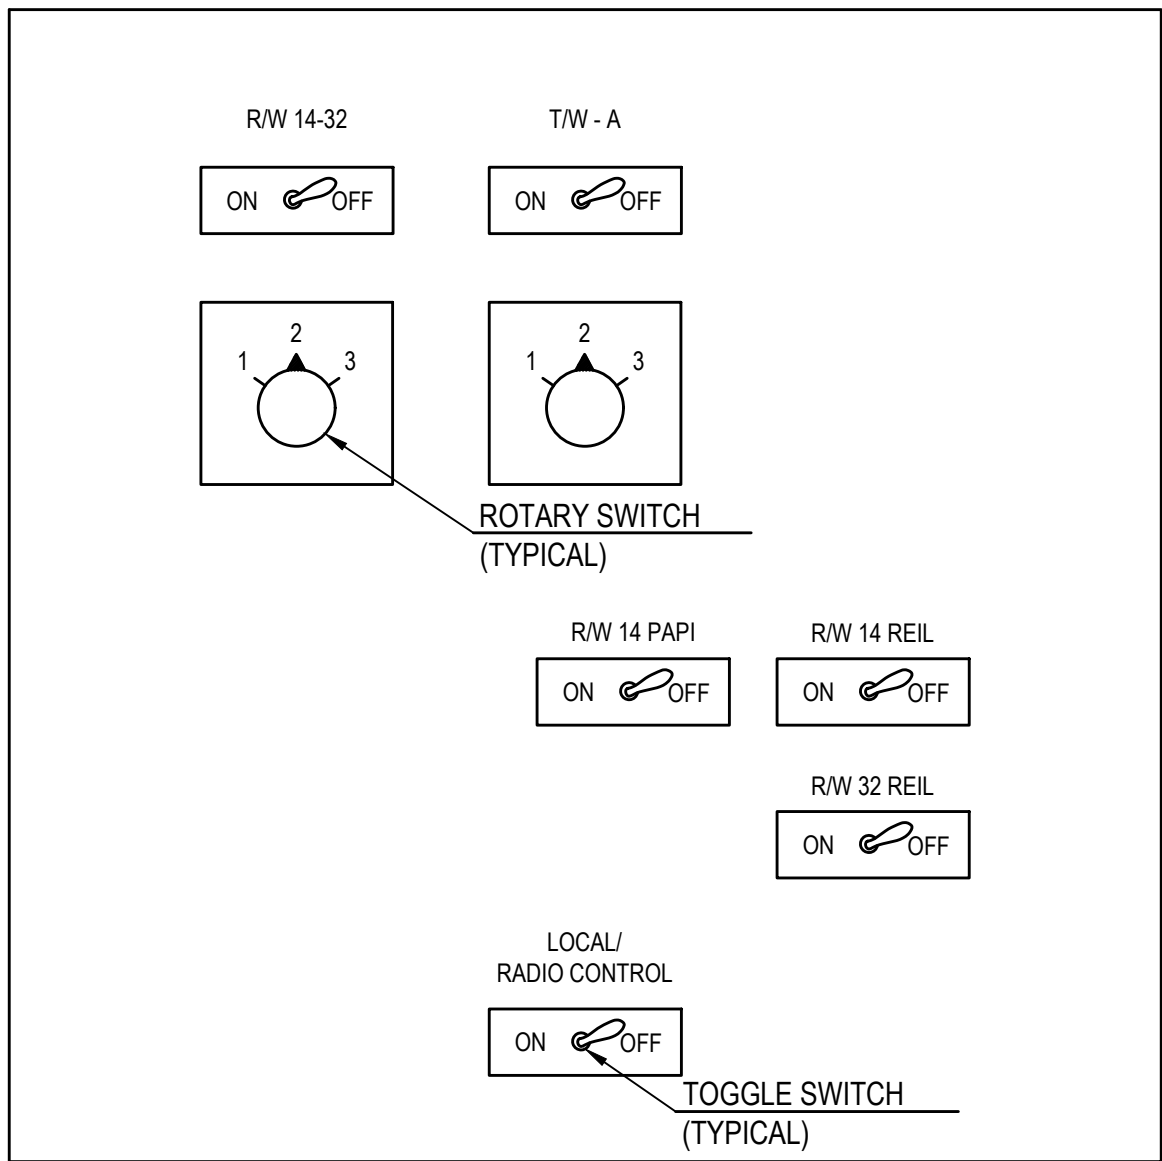 R/W 14-32
T/W - A
ON OFF
ON OFF
2
1 3
2
1 3
ROTARY SWITCH
(TYPICAL)
R/W 14 PAPI
R/W 14 REIL
ON OFF
ON OFF
R/W 32 REIL
ON OFF
LOCAL/
RADIO CONTROL
ON OFF
TOGGLE SWITCH
(TYPICAL)